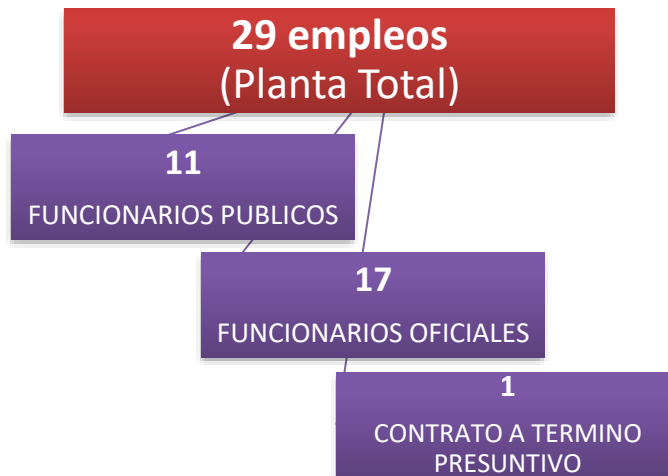 29 empleos
(Planta Total)
11
FUNCIONARIOS PUBLICOS
17
FUNCIONARIOS OFICIALES
1
CONTRATO A TERMINO
PRESUNTIVO